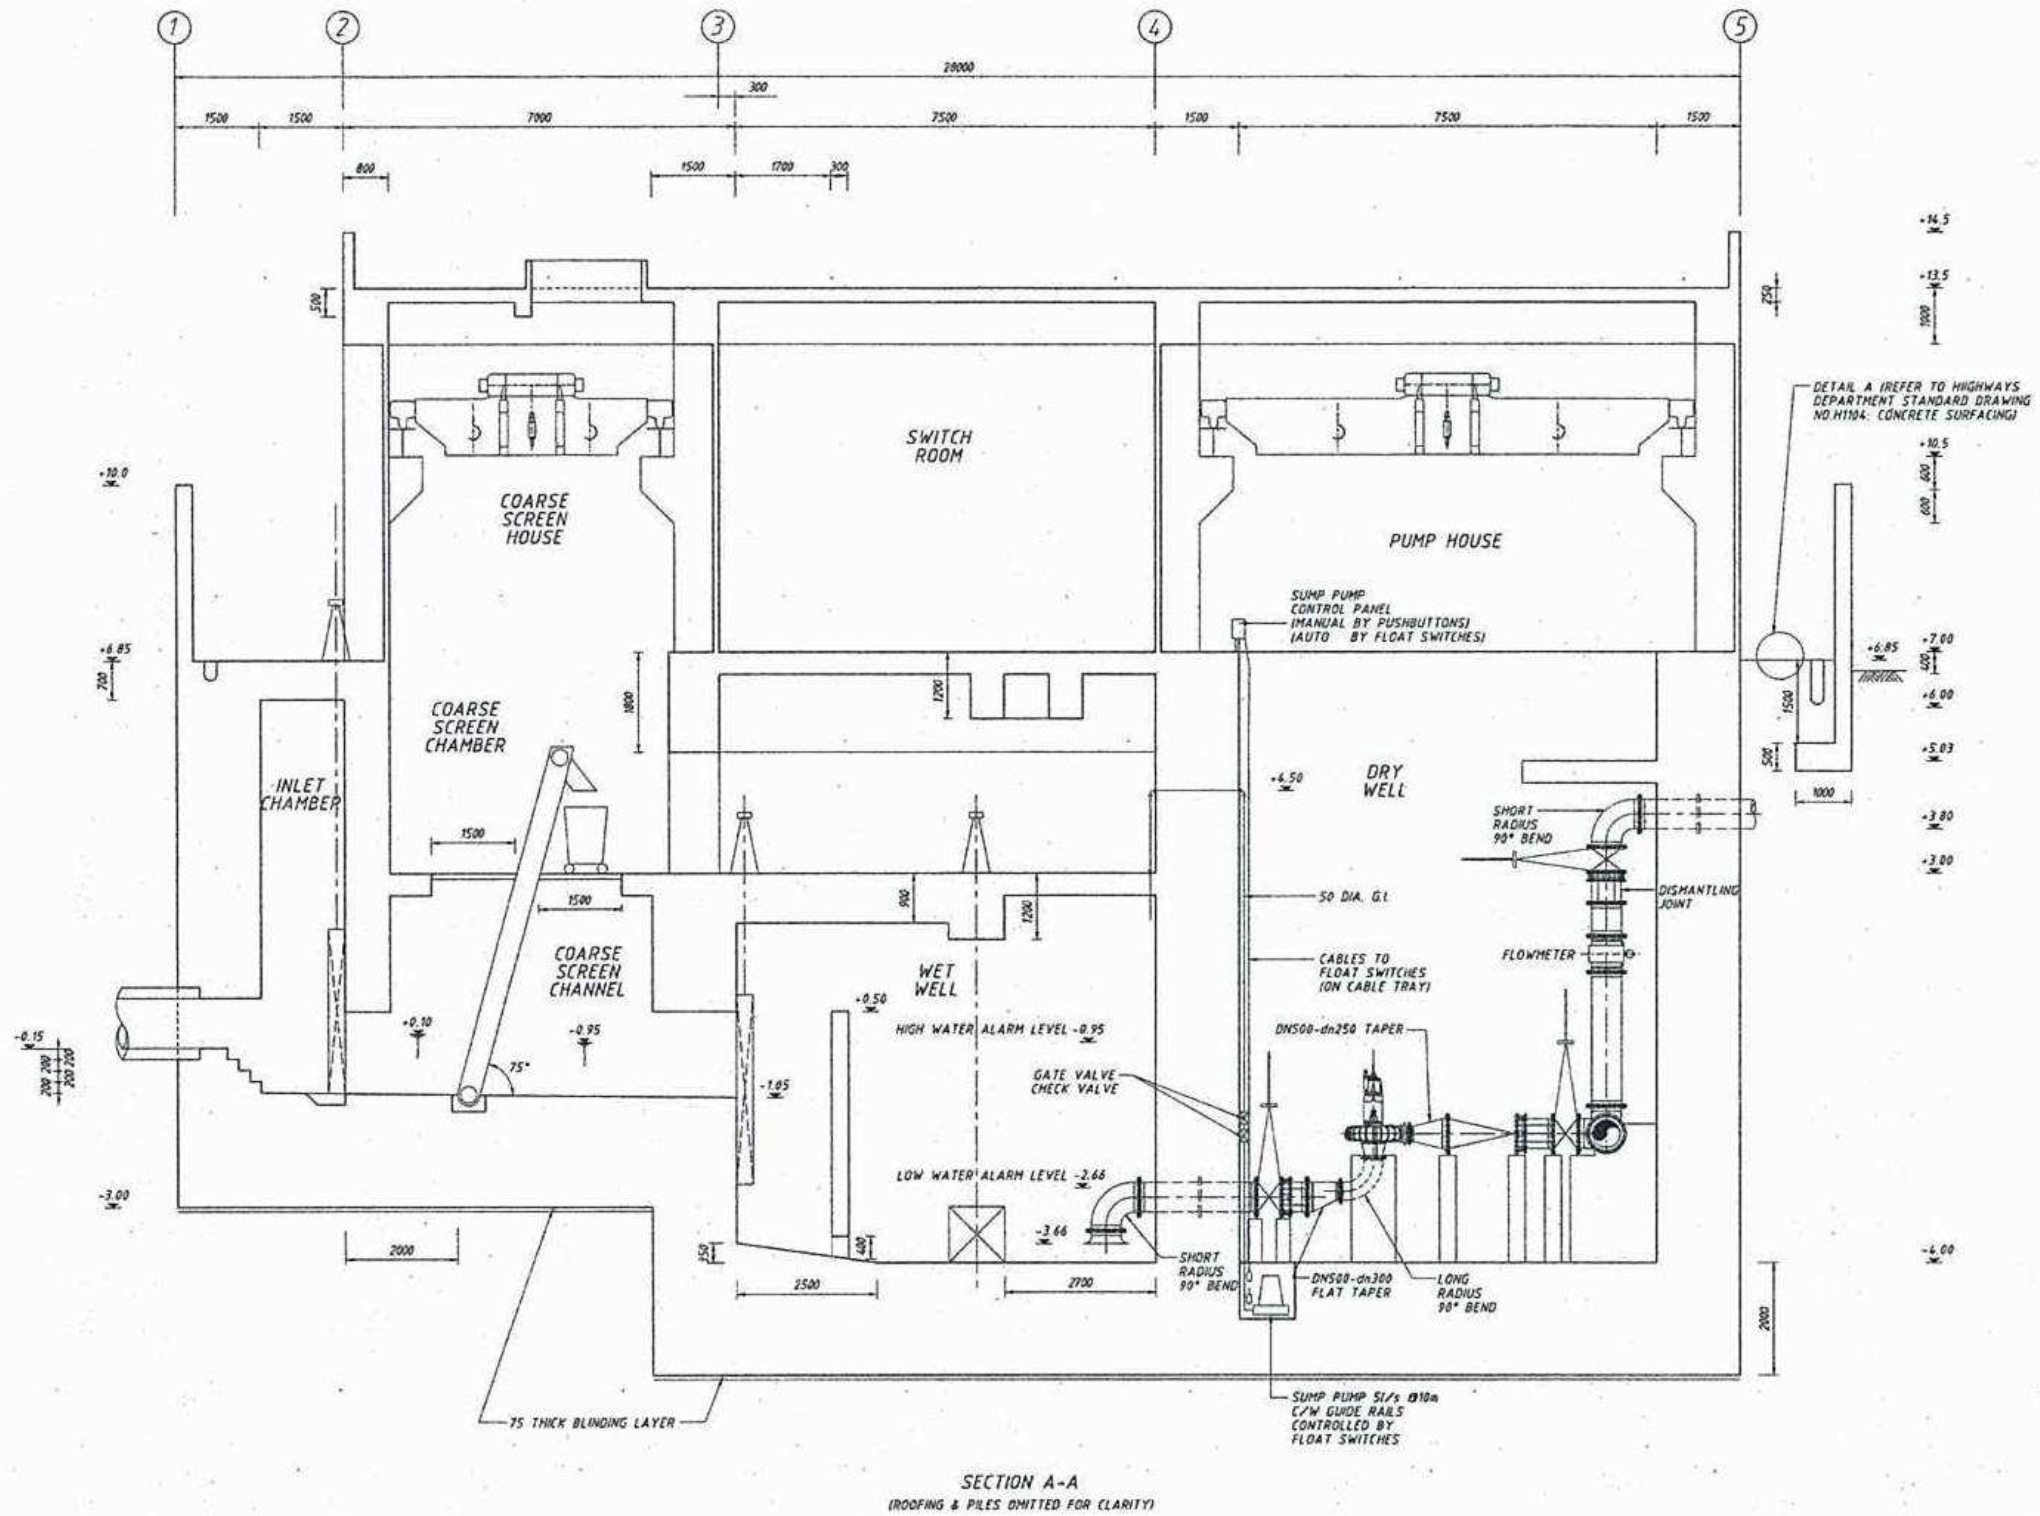 1
2
3
4
5
28000
300
1500
1500
7000
7500
1500
7500
1500
800
1500
1700
300
+14.5
+13.5
500
250
1000
DETAIL A (REFER TO HIGHWAYS
DEPARTMENT STANDARD DRAWING
NO.H1104: CONCRETE SURFACING)
SWITCH
ROOM
+10.5
+10.0
600
COARSE
SCREEN
HOUSE
600
PUMP HOUSE
SUMP PUMP
CONTROL PANEL
(MANUAL BY PUSHBUTTONS)
(AUTO BY FLOAT SWITCHES)
+7.00
+6.85
+6.85
400
700
1200
+6.00
1800
1500
COARSE
SCREEN
CHAMBER
+5.03
500
INLET
CHAMBER
+4.50
DRY
WELL
1000
SHORT
RADIUS
90° BEND
+3.80
1500
+3.00
1500
900
1200
50 DIA. G.I.
DISMANTLING
JOINT
COARSE
SCREEN
CHANNEL
WET
WELL
CABLES TO
FLOAT SWITCHES
(ON CABLE TRAY)
FLOWMETER
+0.50
+0.10
-0.95
HIGH WATER ALARM LEVEL -0.95
DN500-dn250 TAPER
-0.15
200 200
200 200
75°
-1.05
GATE VALVE
CHECK VALVE
LOW WATER ALARM LEVEL -2.66
-3.00
-3.66
350
400
2000
2500
2700
SHORT
RADIUS
90° BEND
DN500-dn300
FLAT TAPER
LONG
RADIUS
90° BEND
-4.00
2000
SUMP PUMP 5l/s @10m
C/W GUIDE RAILS
CONTROLLED BY
FLOAT SWITCHES
75 THICK BLINDING LAYER
SECTION A-A
(ROOFING & PILES OMITTED FOR CLARITY)